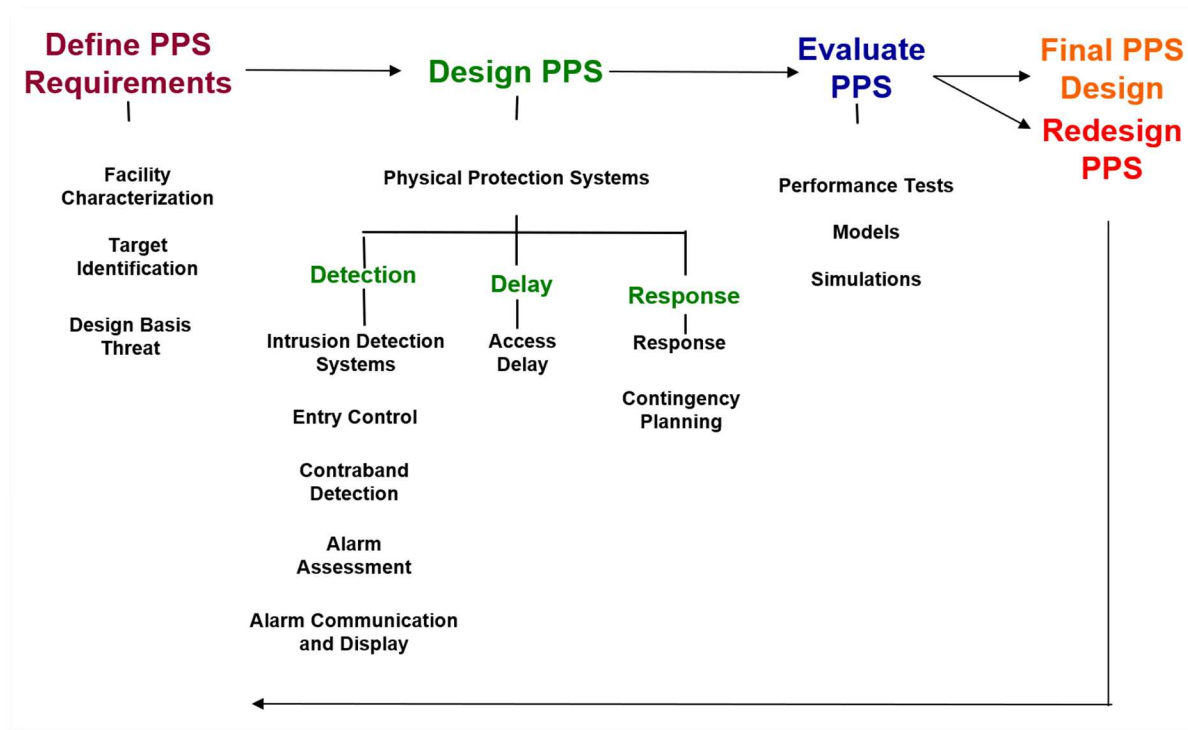 Define PPS
Requirements
Design PPS
Evaluate
PPS
Final PPS
Design
Redesign
PPS
Facility
Characterization
Target
Identification
Design Basis
Threat
Physical Protection Systems
Detection
Intrusion Detection
Systems
Entry Control
Contraband
Detection
Alarm
Assessment
Alarm Communication
and Display
Delay
Access
Delay
Response
Response
Contingency
Planning
Performance Tests
Models
Simulations